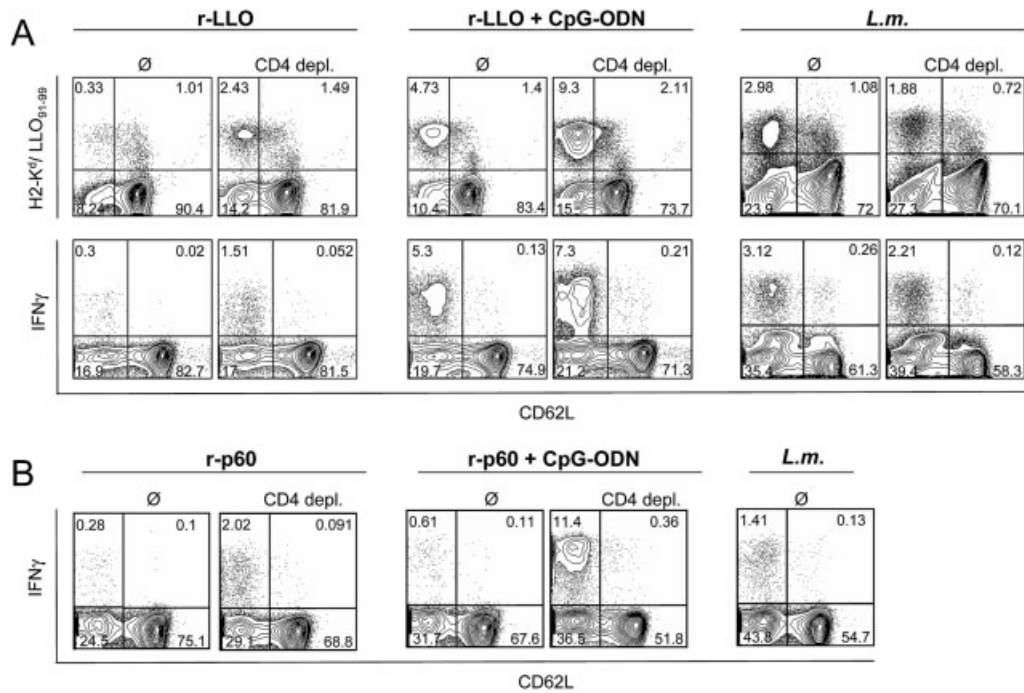 A
r-LLO
r-LLO + CpG-ODN
L.m.
Ø CD4 depl. Ø CD4 depl. Ø CD4 depl.
H2-Kᵈ/ LLO₉₁₋₉₉
0.33 1.01 2.43 1.49 4.73 1.4 9.3 2.11 2.98 1.08 1.88 0.72
8.24 90.4 14.2 81.9 10.4 83.4 15 73.7 23.9 72 27.3 70.1
IFNγ
0.3 0.02 1.51 0.052 5.3 0.13 7.3 0.21 3.12 0.26 2.21 0.12
16.9 82.7 17 81.5 19.7 74.9 21.2 71.3 35.4 61.3 39.4 58.3
CD62L
B
r-p60
r-p60 + CpG-ODN
L.m.
Ø CD4 depl. Ø CD4 depl. Ø
IFNγ
0.28 0.1 2.02 0.091 0.61 0.11 11.4 0.36 1.41 0.13
24.5 75.1 29.1 68.8 31.7 67.6 36.5 51.8 43.8 54.7
CD62L